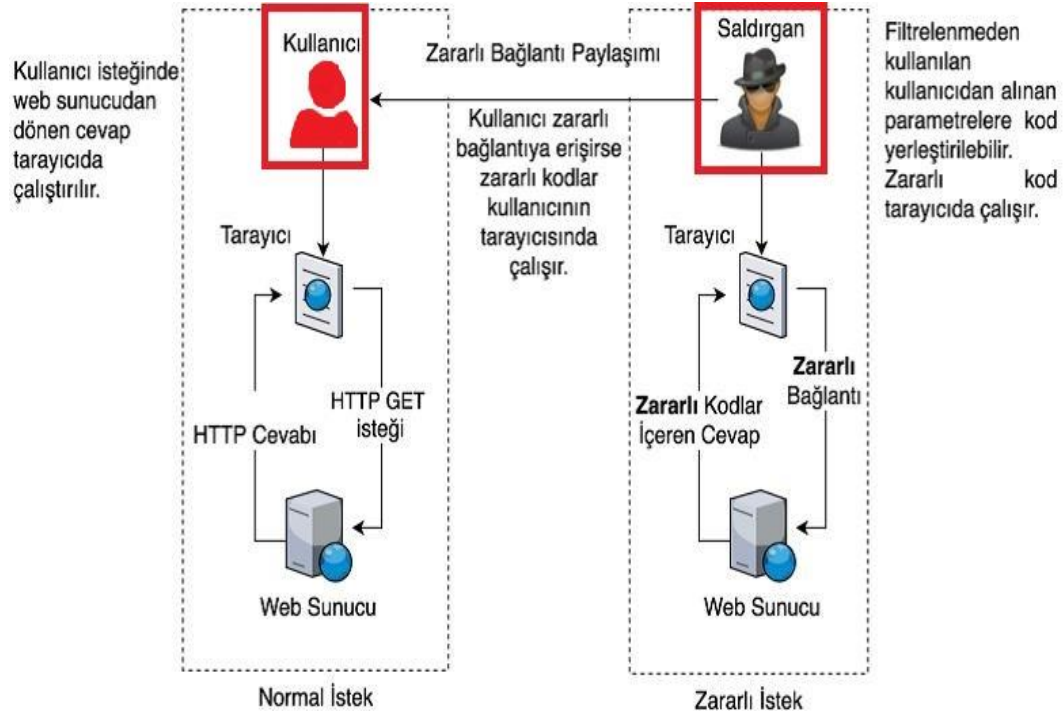 Kullanıcı isteğinde
web sunucudan
dönen cevap
tarayıcıda
çalıştırılır.
Kullanıcı
Zararlı Bağlantı Paylaşımı
Kullanıcı zararlı
bağlantıya erişirse
zararlı kodlar
kullanıcının
tarayıcısında
çalışır.
Saldırgan
Filtrelenmeden
kullanılan
kullanıcıdan alınan
parametrelere kod
yerleştirilebilir.
Zararlı kod
tarayıcıda çalışır.
Tarayıcı
HTTP GET
isteği
HTTP Cevabı
Web Sunucu
Normal İstek
Tarayıcı
Zararlı
Bağlantı
Zararlı Kodlar
İçeren Cevap
Web Sunucu
Zararlı İstek